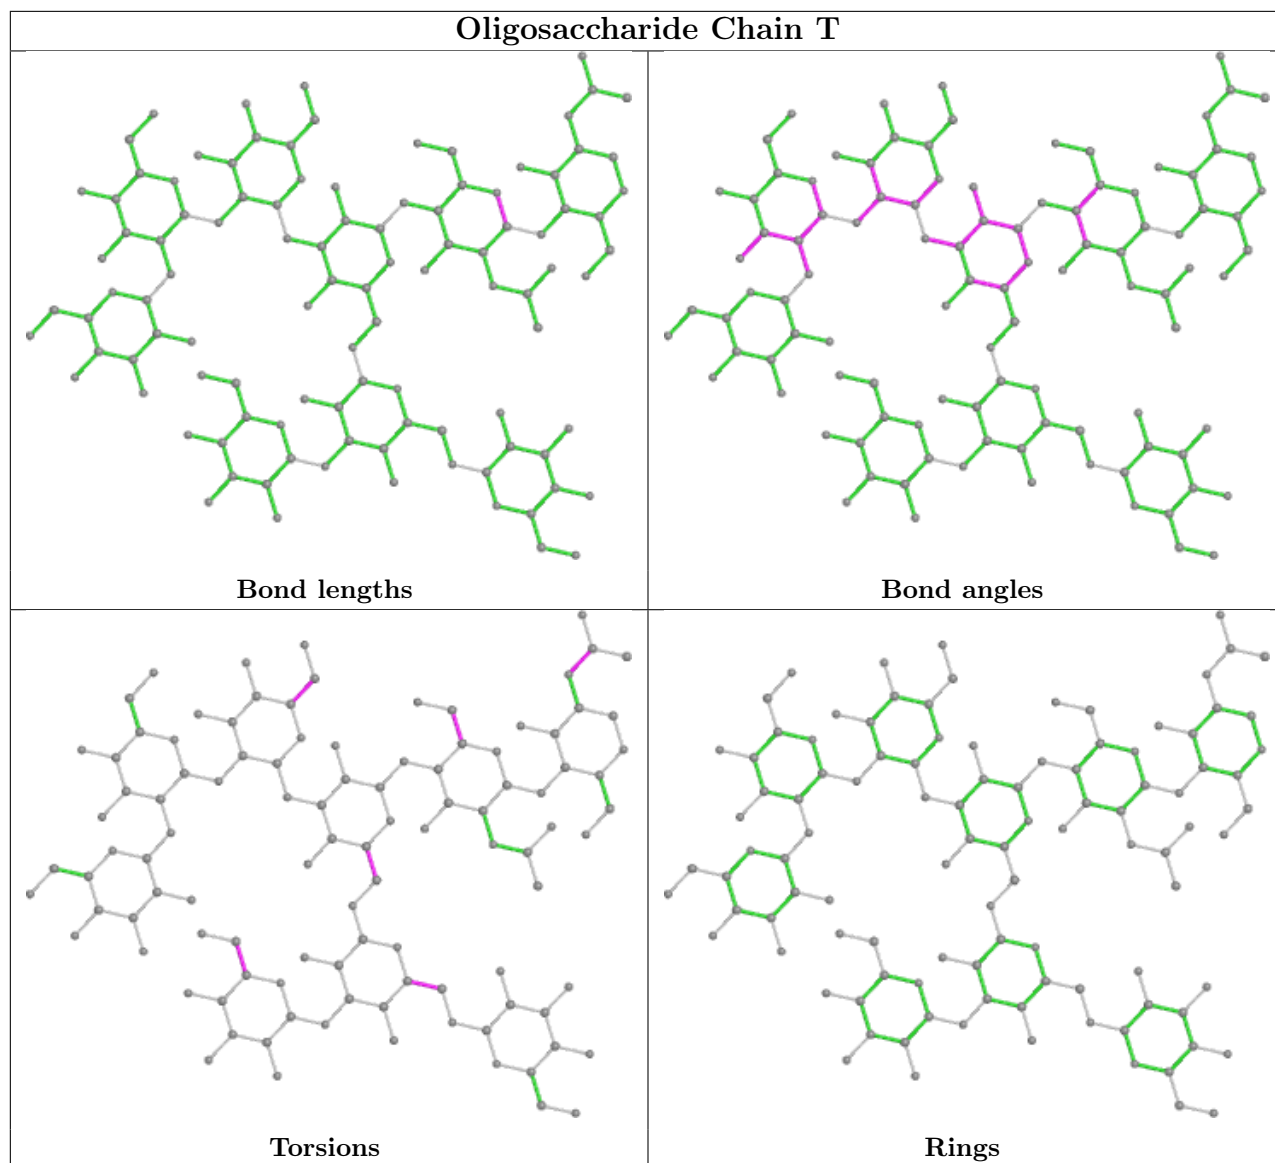 Oligosaccharide Chain T
Bond lengths
Bond angles
Torsions
Rings